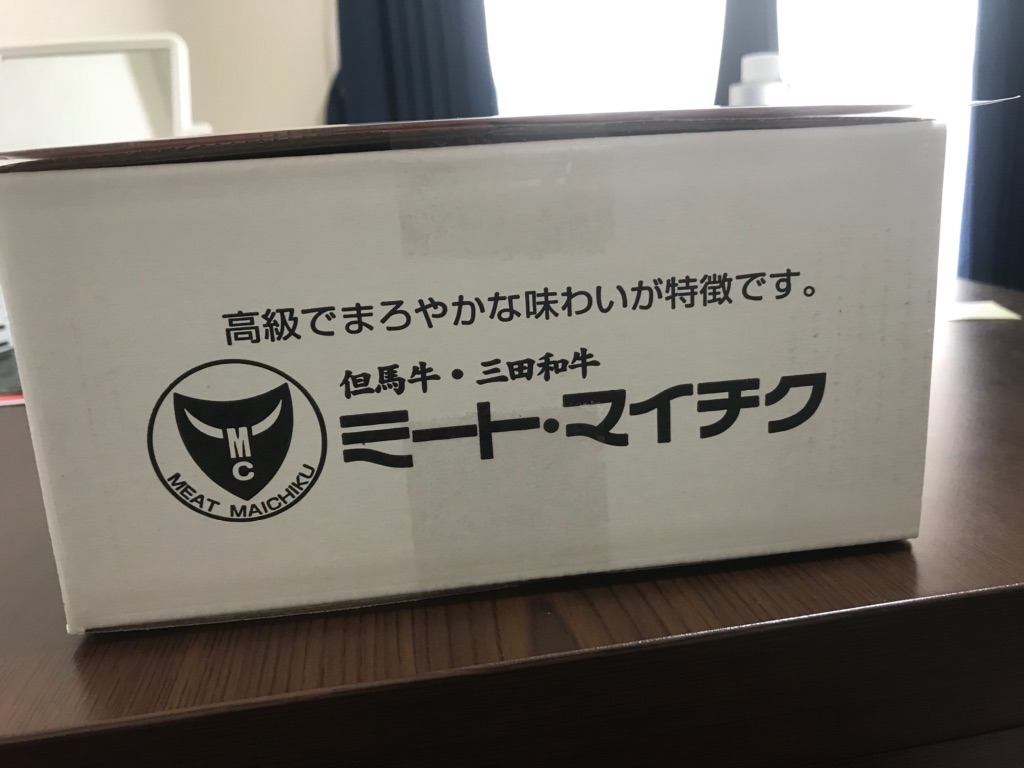 高級でまろやかな味わいが特徴です。
但馬牛・三田和牛
ミート・マイチク
MC
MEAT MAICHIKU